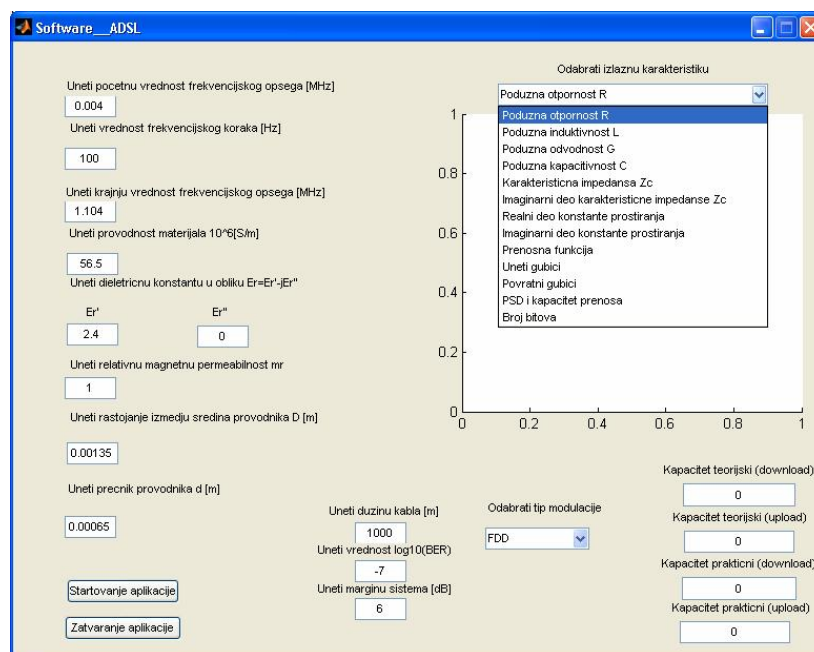 Software__ADSL
Uneti pocetnu vrednost frekvencijskog opsega [MHz]
0.004
Uneti vrednost frekvencijskog koraka [Hz]
100
Uneti krajnju vrednost frekvencijskog opsega [MHz]
1.104
Uneti provodnost materijala 10^6[S/m]
56.5
Uneti dieletricnu konstantu u obliku Er=Er'-jEr"
Er' Er"
2.4 0
Uneti relativnu magnetnu permeabilnost mr
1
Uneti rastojanje izmedju sredina provodnika D [m]
0.00135
Uneti precnik provodnika d [m]
0.00065
Startovanje aplikacije
Zatvaranje aplikacije
Uneti duzinu kabla [m]
1000
Uneti vrednost log10(BER)
-7
Uneti marginu sistema [dB]
6
Odabrati izlaznu karakteristiku
Poduzna otpornost R
Poduzna otpornost R
Poduzna induktivnost L
Poduzna odvodnost G
Poduzna kapacitivnost C
Karakteristicna impedansa Zc
Imaginarni deo karakteristicne impedanse Zc
Realni deo konstante prostiranja
Imaginarni deo konstante prostiranja
Prenosna funkcija
Uneti gubici
Povratni gubici
PSD i kapacitet prenosa
Broj bitova
1
0.8
0.6
0.4
0.2
0
0 0.2 0.4 0.6 0.8 1
Odabrati tip modulacije
FDD
Kapacitet teorijski (download)
0
Kapacitet teorijski (upload)
0
Kapacitet prakticni (download)
0
Kapacitet prakticni (upload)
0